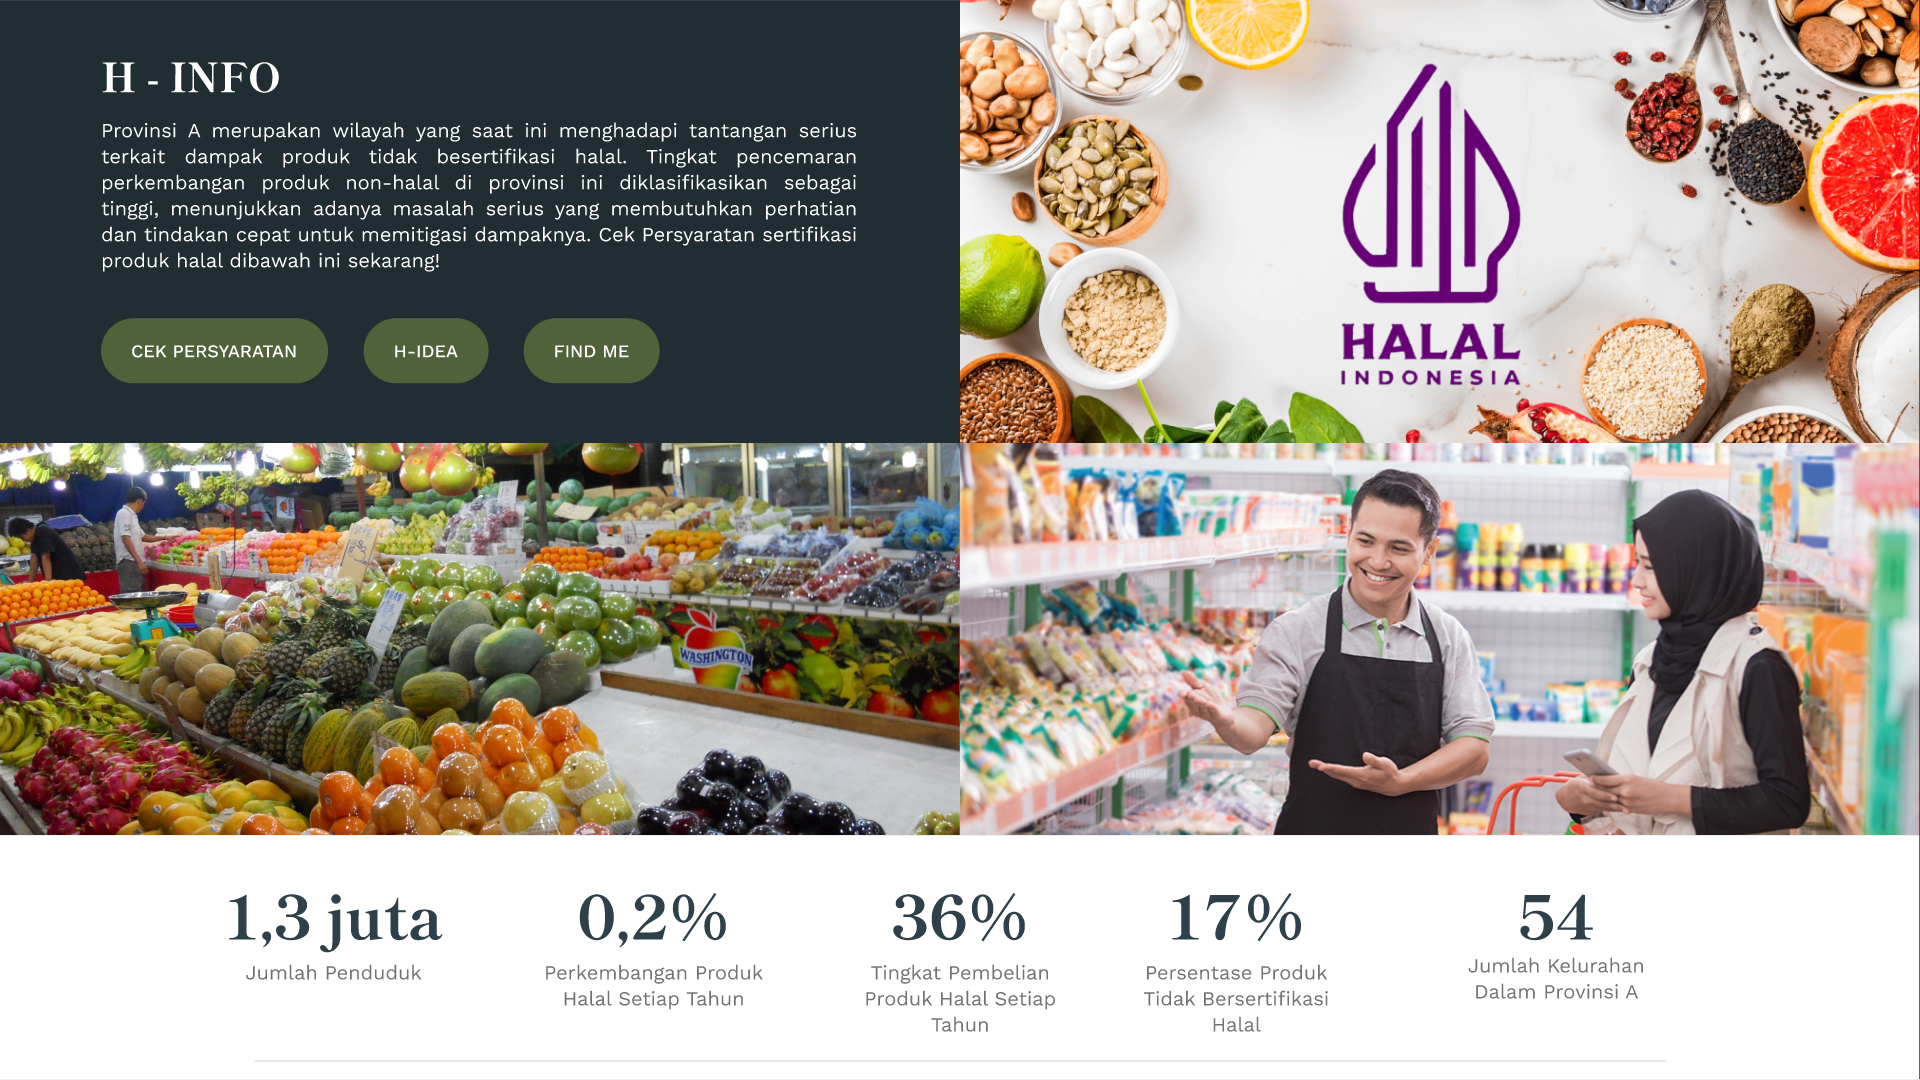 H - INFO
Provinsi A merupakan wilayah yang saat ini menghadapi tantangan serius
terkait dampak produk tidak besertifikasi halal. Tingkat pencemaran
perkembangan produk non-halal di provinsi ini diklasifikasikan sebagai
tinggi, menunjukkan adanya masalah serius yang membutuhkan perhatian
dan tindakan cepat untuk memitigasi dampaknya. Cek Persyaratan sertifikasi
produk halal dibawah ini sekarang!
CEK PERSYARATAN
H-IDEA
FIND ME
HALAL
INDONESIA
WASHINGTON
1,3 juta
Jumlah Penduduk
0,2%
Perkembangan Produk
Halal Setiap Tahun
36%
Tingkat Pembelian
Produk Halal Setiap
Tahun
17%
Persentase Produk
Tidak Bersertifikasi
Halal
54
Jumlah Kelurahan
Dalam Provinsi A